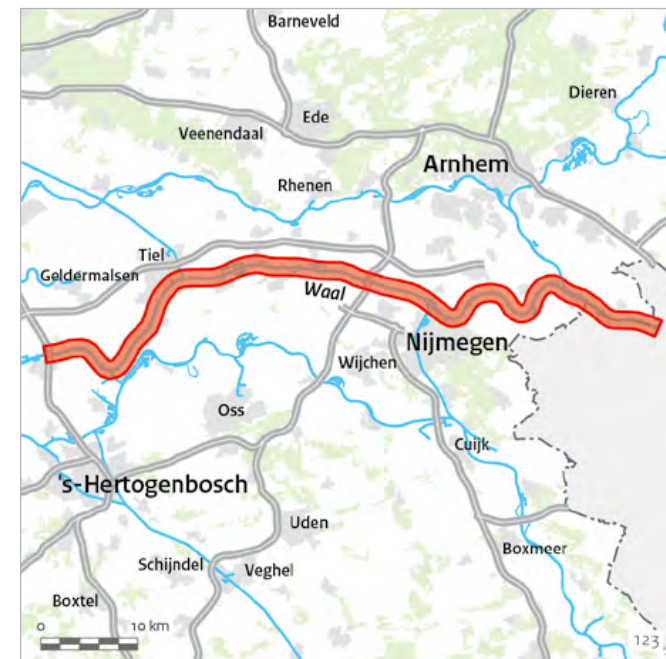 Barneveld
Dieren
Ede
Veenendaal
Arnhem
Rhenen
Tiel
Geldermalsen
Waal
Nijmegen
Wijchen
Oss
Cuijk
's-Hertogenbosch
Uden
Boxmeer
Schijndel
Veghel
Boxtel
0 10 km
123